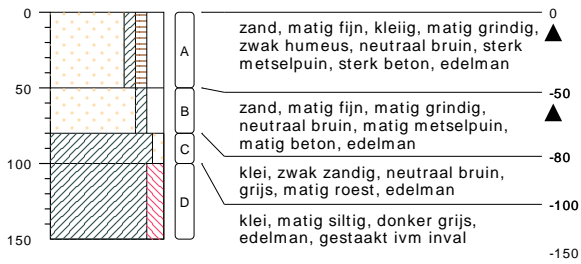 0
50
100
150
A
B
C
D
zand, matig fijn, kleiig, matig grindig,
zwak humeus, neutraal bruin, sterk
metselpuin, sterk beton, edelman
zand, matig fijn, matig grindig,
neutraal bruin, matig metselpuin,
matig beton, edelman
klei, zwak zandig, neutraal bruin,
grijs, matig roest, edelman
klei, matig siltig, donker grijs,
edelman, gestaakt ivm inval
0
-50
-80
-100
-150